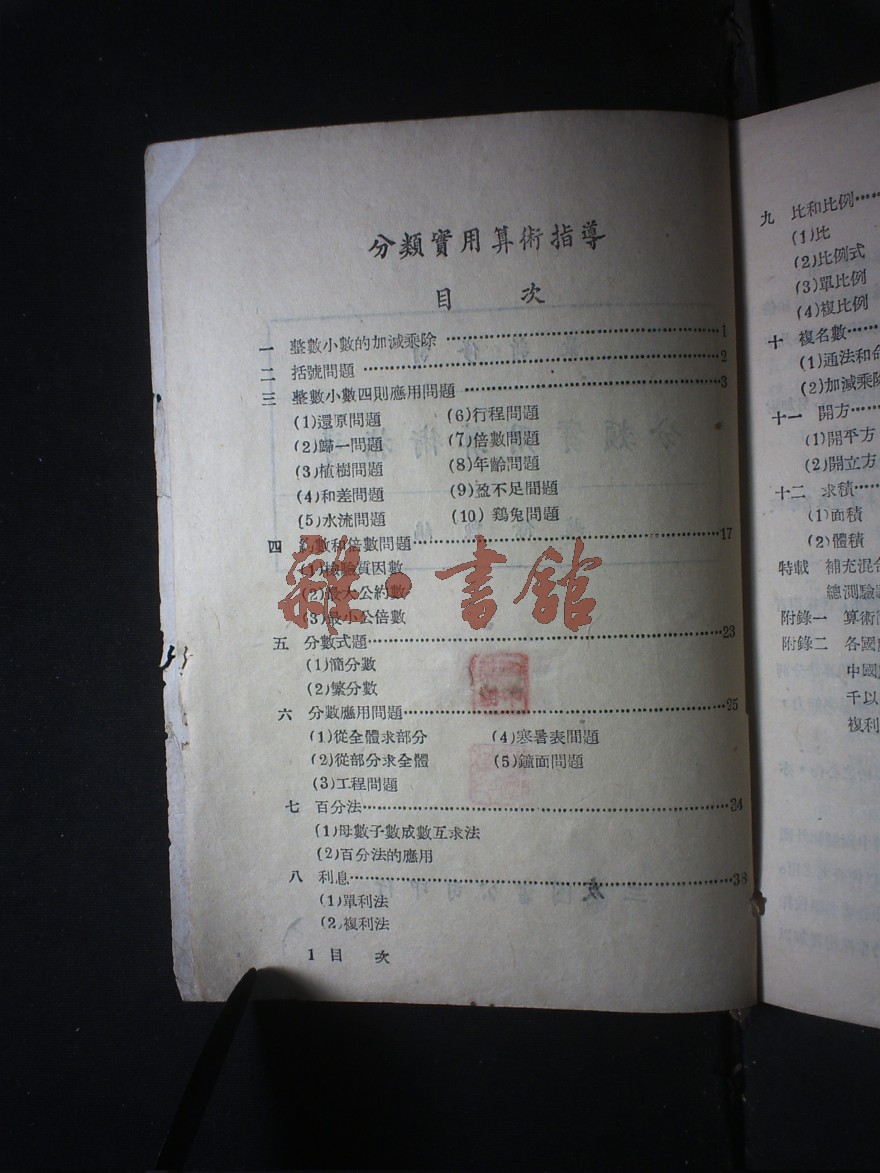 分類實用算術指導
目 次
一 整數小數的加減乘除 1
二 括號問題 2
三 整數小數四則應用問題 3
(1)還原問題 (6)行程問題
(2)歸一問題 (7)倍數問題
(3)植樹問題 (8)年齡問題
(4)和差問題 (9)盈不足問題
(5)水流問題 (10)鷄兔問題
四 約數和倍數問題 17
(1)檢驗質因數
(2)最大公約數
(3)最小公倍數
雜·書館
五 分數式題 23
(1)簡分數
(2)繁分數
六 分數應用問題 25
(1)從全體求部分 (4)寒暑表問題
(2)從部分求全體 (5)鐘面問題
(3)工程問題
七 百分法 34
(1)母數子數成數互求法
(2)百分法的應用
八 利息 38
(1)單利法
(2)複利法
1 目 次
九 比和比例
(1)比
(2)比例式
(3)單比例
(4)複比例
十 複名數
(1)通法和命
(2)加減乘除
十一 開方
(1)開平方
(2)開立方
十二 求積
(1)面積
(2)體積
特載 補充混合
總測驗
附錄一 算術
附錄二 各國
中國
千以
複利